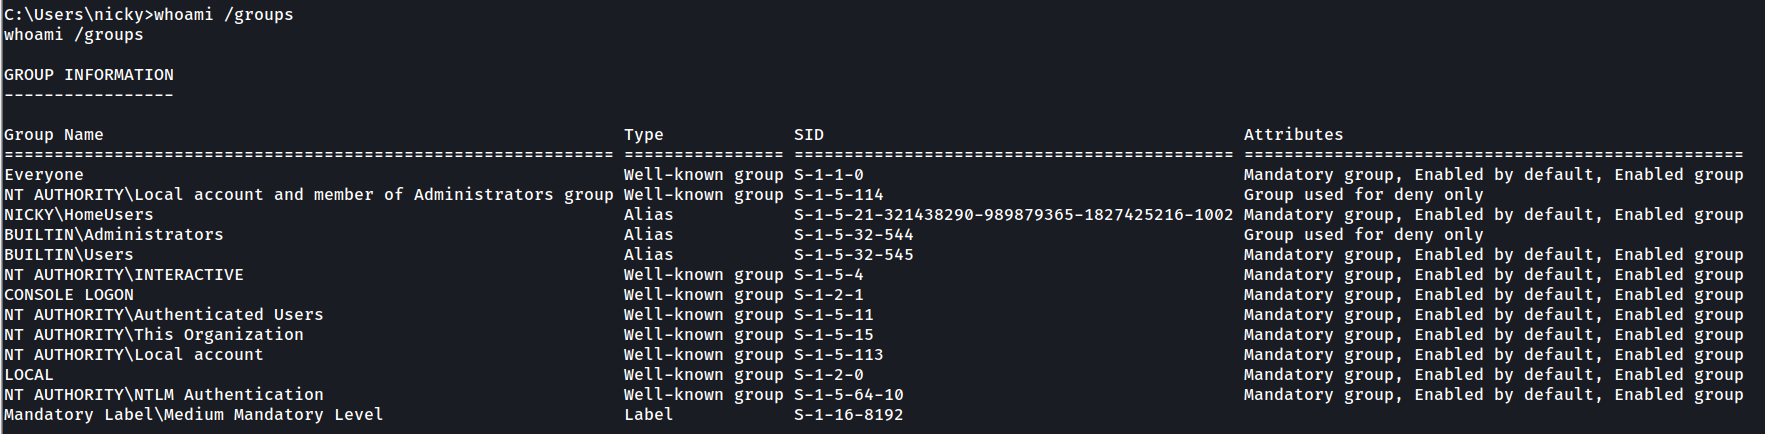 C:\Users\nicky>whoami /groups
whoami /groups
GROUP INFORMATION
-----------------
Group Name                                                    Type             SID                                          Attributes
============================================================= ================ ============================================ ==================================================
Everyone                                                      Well-known group S-1-1-0                                      Mandatory group, Enabled by default, Enabled group
NT AUTHORITY\Local account and member of Administrators group Well-known group S-1-5-114                                    Group used for deny only
NICKY\HomeUsers                                               Alias            S-1-5-21-321438290-989879365-1827425216-1002 Mandatory group, Enabled by default, Enabled group
BUILTIN\Administrators                                        Alias            S-1-5-32-544                                 Group used for deny only
BUILTIN\Users                                                 Alias            S-1-5-32-545                                 Mandatory group, Enabled by default, Enabled group
NT AUTHORITY\INTERACTIVE                                      Well-known group S-1-5-4                                      Mandatory group, Enabled by default, Enabled group
CONSOLE LOGON                                                 Well-known group S-1-2-1                                      Mandatory group, Enabled by default, Enabled group
NT AUTHORITY\Authenticated Users                              Well-known group S-1-5-11                                     Mandatory group, Enabled by default, Enabled group
NT AUTHORITY\This Organization                                Well-known group S-1-5-15                                     Mandatory group, Enabled by default, Enabled group
NT AUTHORITY\Local account                                    Well-known group S-1-5-113                                    Mandatory group, Enabled by default, Enabled group
LOCAL                                                         Well-known group S-1-2-0                                      Mandatory group, Enabled by default, Enabled group
NT AUTHORITY\NTLM Authentication                              Well-known group S-1-5-64-10                                  Mandatory group, Enabled by default, Enabled group
Mandatory Label\Medium Mandatory Level                        Label            S-1-16-8192